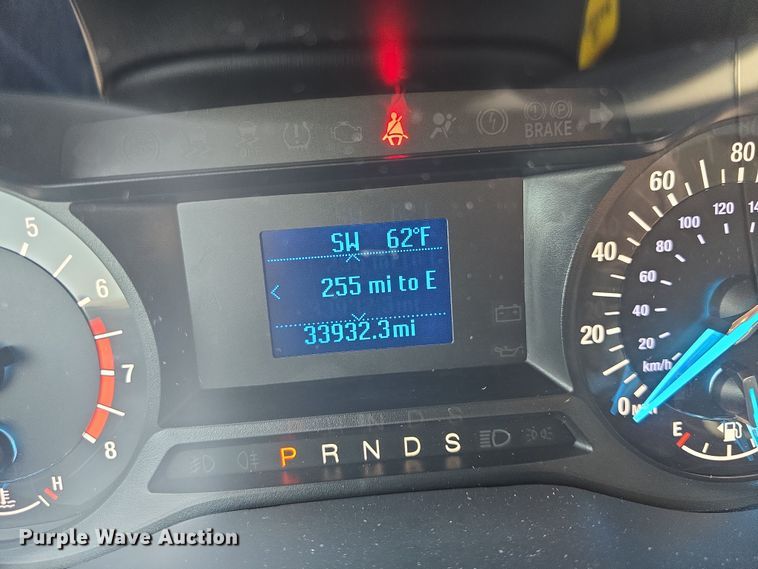 BRAKE
SW 62°F
255 mi to E
33932.3mi
5
6
7
8
H
P R N D S
0 MPH
20
40
60
80
20
40
60
80
100
120
km/h
E
Purple Wave Auction